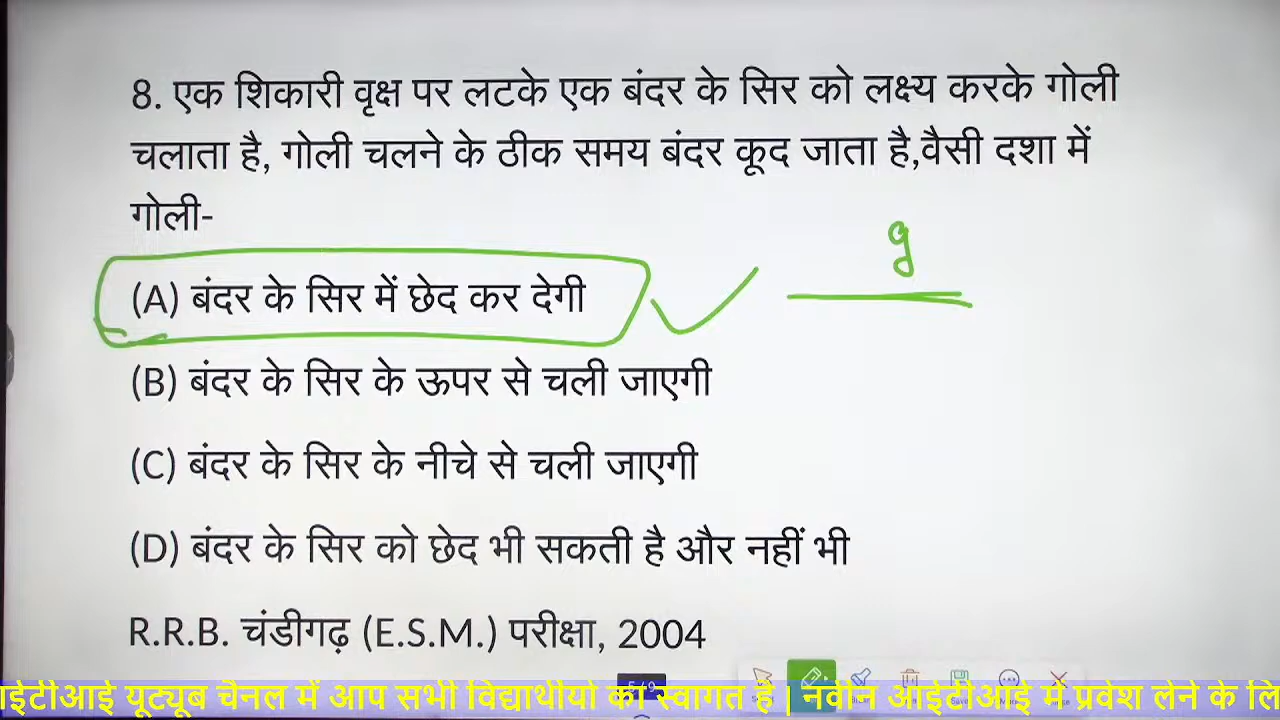 8. एक शिकारी वृक्ष पर लटके एक बंदर के सिर को लक्ष्य करके गोली
चलाता है, गोली चलने के ठीक समय बंदर कूद जाता है,वैसी दशा में
गोली-
g
(A) बंदर के सिर में छेद कर देगी
(B) बंदर के सिर के ऊपर से चली जाएगी
(C) बंदर के सिर के नीचे से चली जाएगी
(D) बंदर के सिर को छेद भी सकती है और नहीं भी
R.R.B. चंडीगढ़ (E.S.M.) परीक्षा, 2004
5 / 9
आईटीआई यूट्यूब चैनल में आप सभी विद्यार्थीयो का स्वागत है | नवीन आईटीआई में प्रवेश लेने के